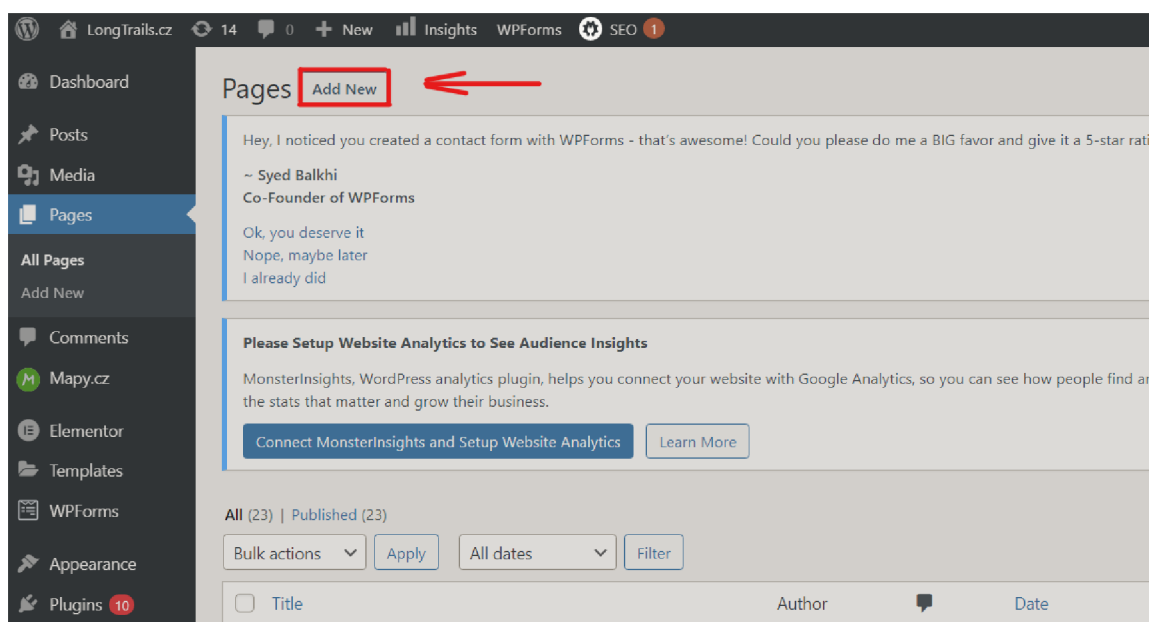 LongTrails.cz 14 0 New Insights WPForms SEO 1
Dashboard
Posts
Media
Pages
All Pages
Add New
Comments
Mapy.cz
Elementor
Templates
WPForms
Appearance
Plugins 10
Pages Add New
Hey, I noticed you created a contact form with WPForms - that's awesome! Could you please do me a BIG favor and give it a 5-star rati
~ Syed Balkhi
Co-Founder of WPForms
Ok, you deserve it
Nope, maybe later
I already did
Please Setup Website Analytics to See Audience Insights
MonsterInsights, WordPress analytics plugin, helps you connect your website with Google Analytics, so you can see how people find a
the stats that matter and grow their business.
Connect MonsterInsights and Setup Website Analytics Learn More
All (23) | Published (23)
Bulk actions Apply All dates Filter
Title Author Date